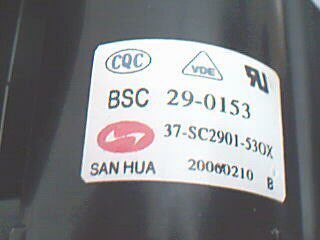 CQC
VDE
BSC 29-0153
37-SC2901-530X
SAN HUA
20060210 B